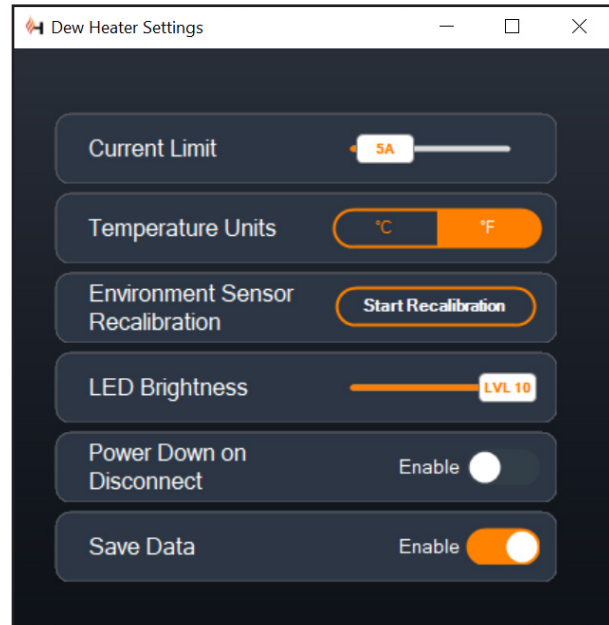 Dew Heater Settings
Current Limit
5A
Temperature Units
°C
°F
Environment Sensor
Recalibration
Start Recalibration
LED Brightness
LVL 10
Power Down on
Disconnect
Enable
Save Data
Enable